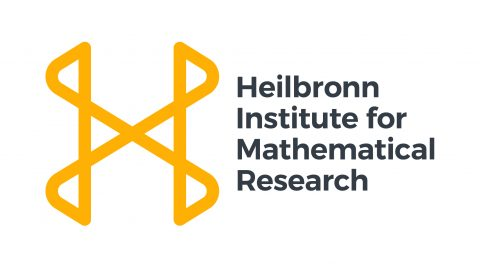 Heilbronn
Institute for
Mathematical
Research